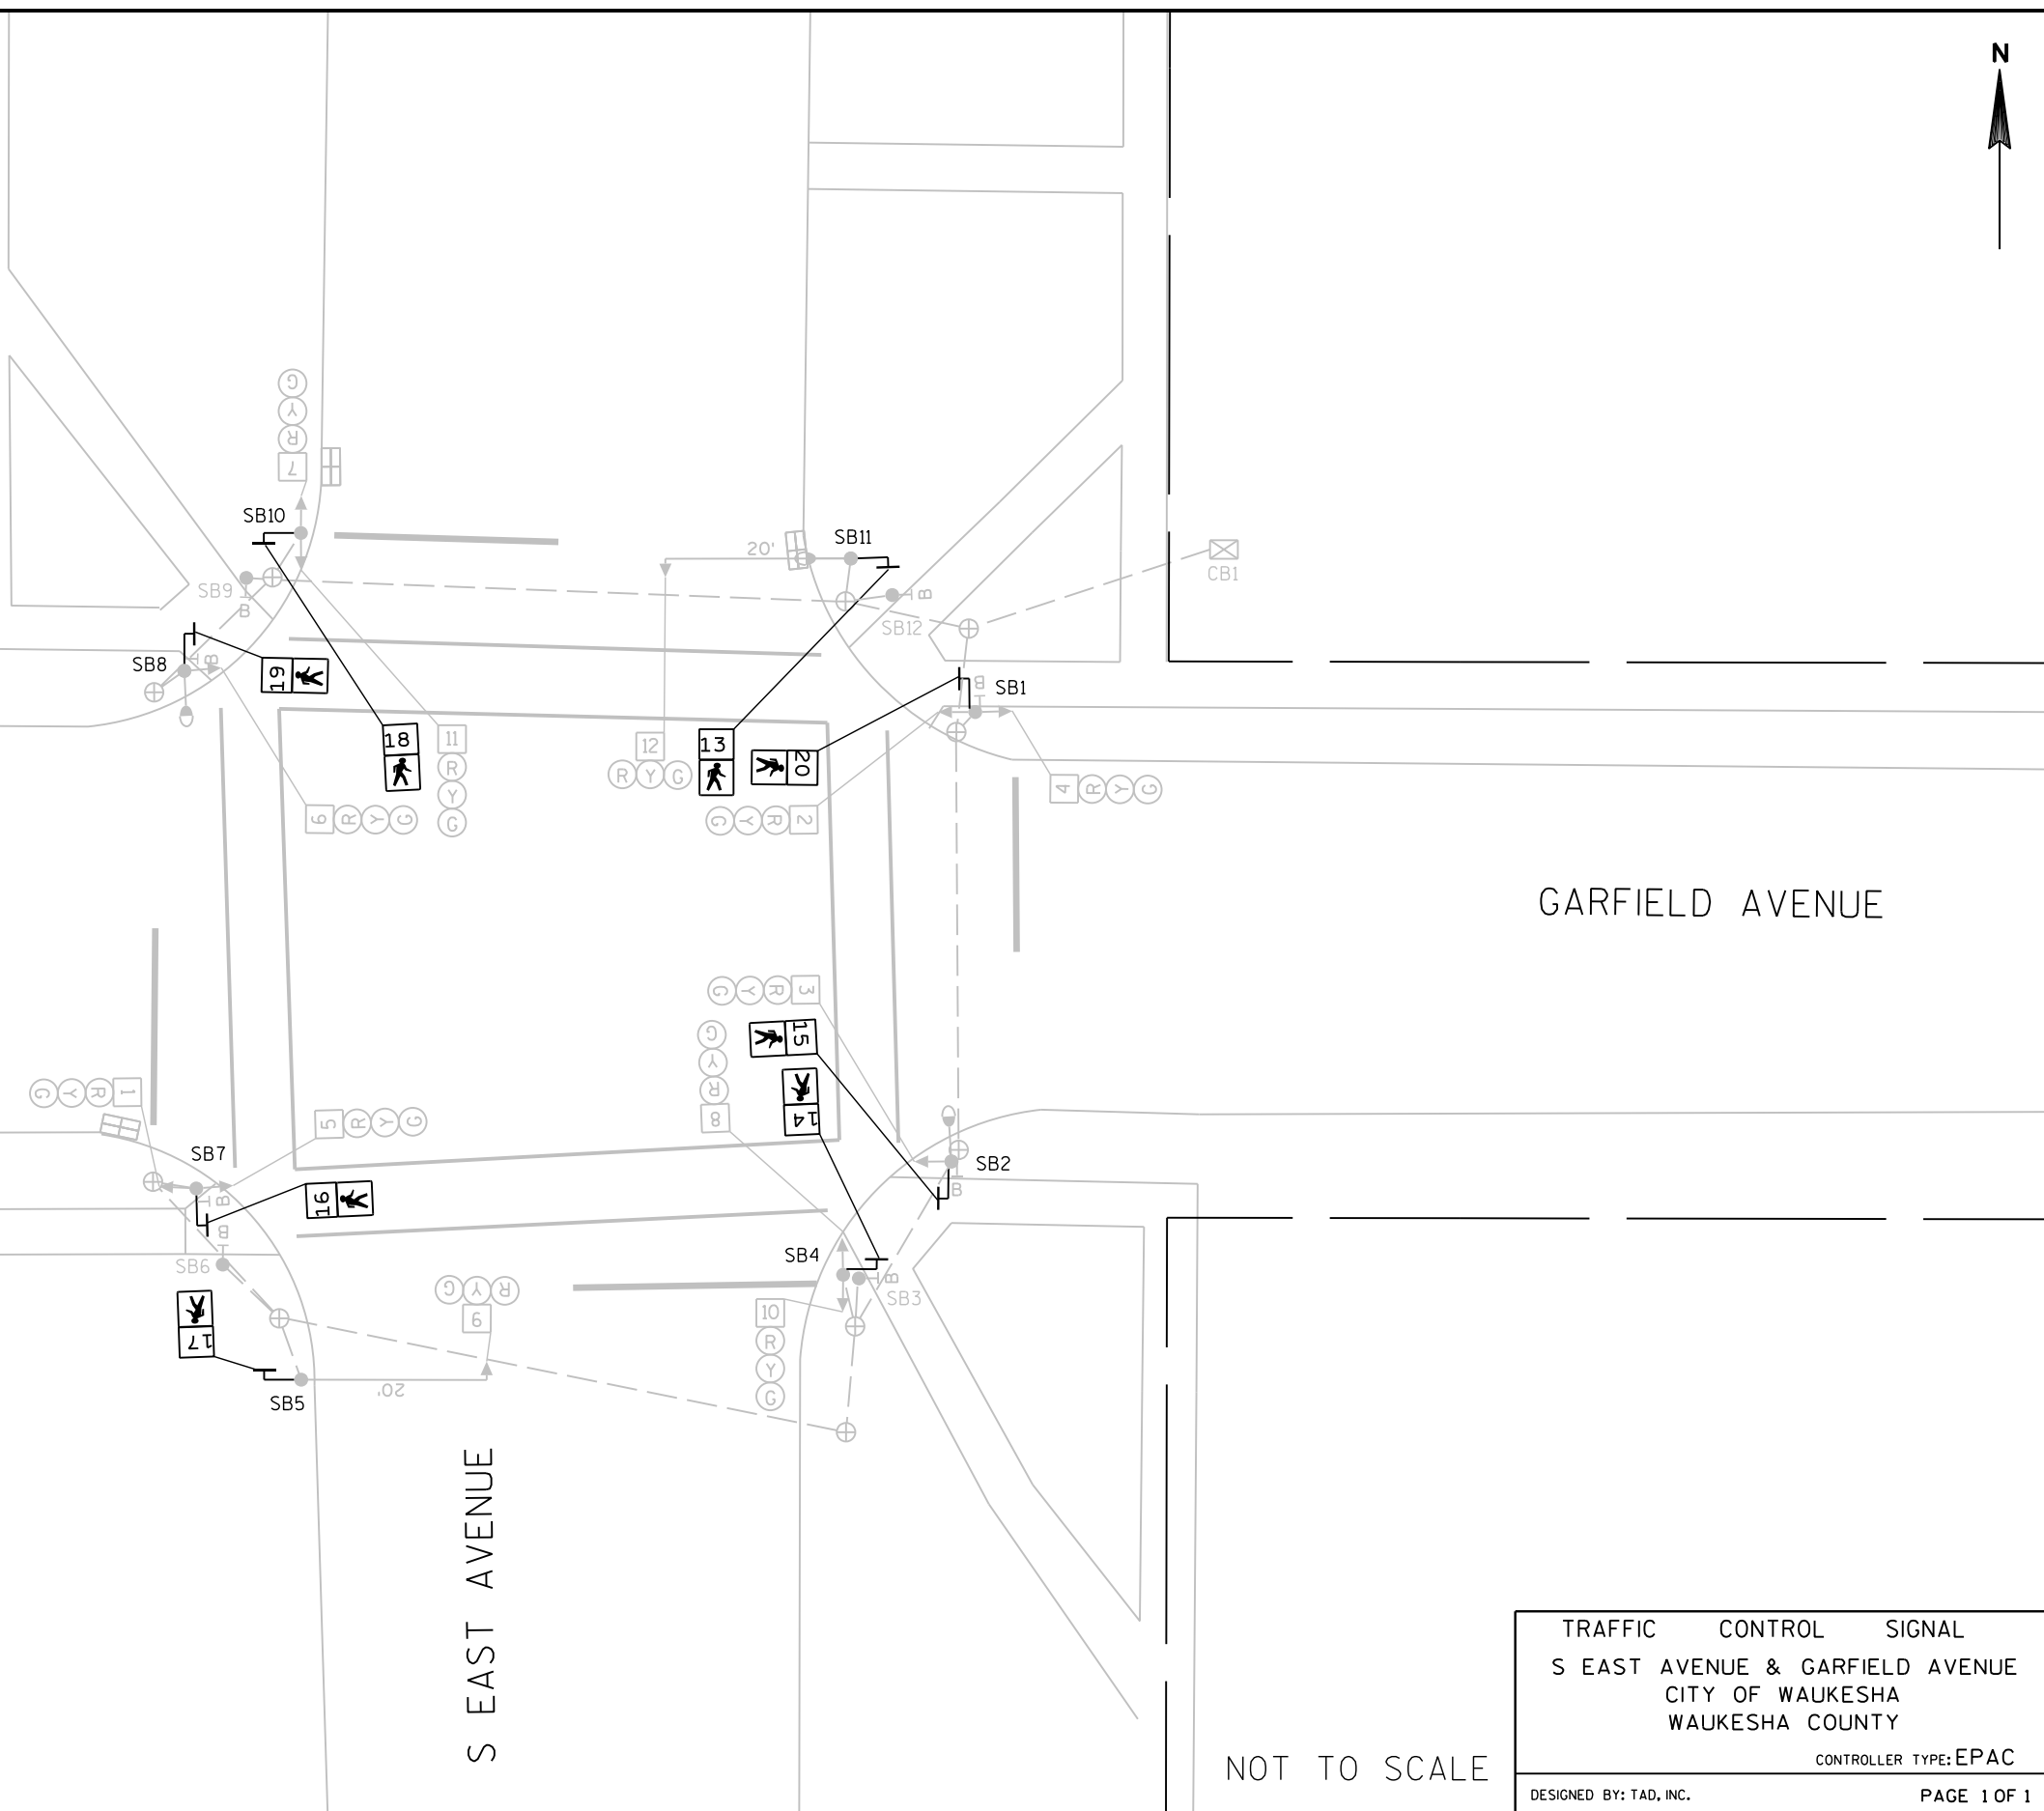 N
G
Y
R
7
SB10
20'
SB11
CB1
SB9
B
B
SB12
SB8
B
19
B
SB1
18
11
R
Y
G
12
R Y G
13
20
4 R Y G
6 R Y G
G Y R 2
GARFIELD AVENUE
G Y R 3
15
G
Y
R
8
14
G Y R 1
5 R Y G
SB7
SB2
B
16
B
B
SB6
SB4
B
SB3
G Y R
9
10
R
Y
G
17
20'
SB5
S EAST AVENUE
NOT TO SCALE
TRAFFIC CONTROL SIGNAL
S EAST AVENUE & GARFIELD AVENUE
CITY OF WAUKESHA
WAUKESHA COUNTY
CONTROLLER TYPE: EPAC
DESIGNED BY: TAD, INC.
PAGE 1 OF 1